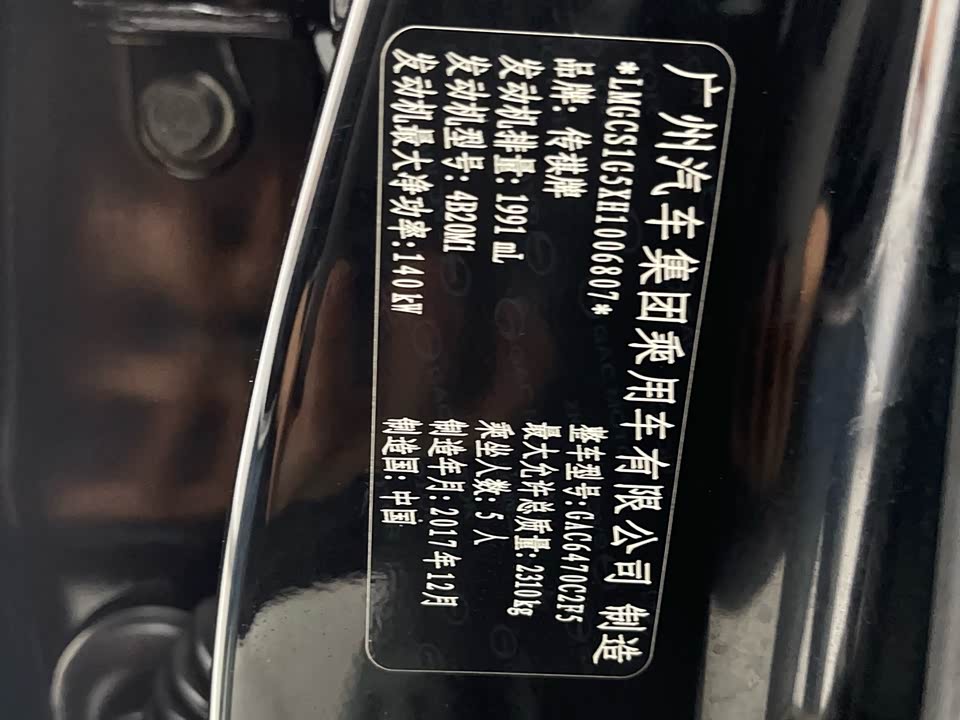 广州汽车集团乘用车有限公司 制造
*LMGCS1G5XH1006807*
品牌: 传祺牌 整车型号:GAC6470C2F5
发动机排量:1991 ml 最大允许总质量:2310kg
发动机型号:4B20M1 乘坐人数:5 人
发动机最大净功率:140kW 制造年月:2017年12月
制造国: 中国